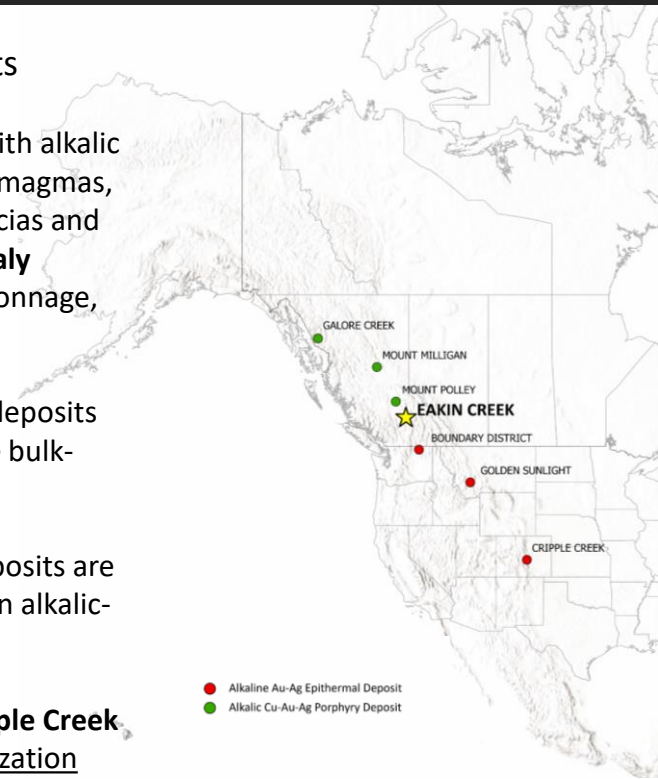 ts
ith alkalic
magmas,
cias and
aly
onnage,
deposits
bulk-
posits are
n alkalic-
ple Creek
zation
GALORE CREEK
MOUNT MILLIGAN
MOUNT POLLEY
EAKIN CREEK
BOUNDARY DISTRICT
GOLDEN SUNLIGHT
CRIPPLE CREEK
Alkaline Au-Ag Epithermal Deposit
Alkalic Cu-Au-Ag Porphyry Deposit